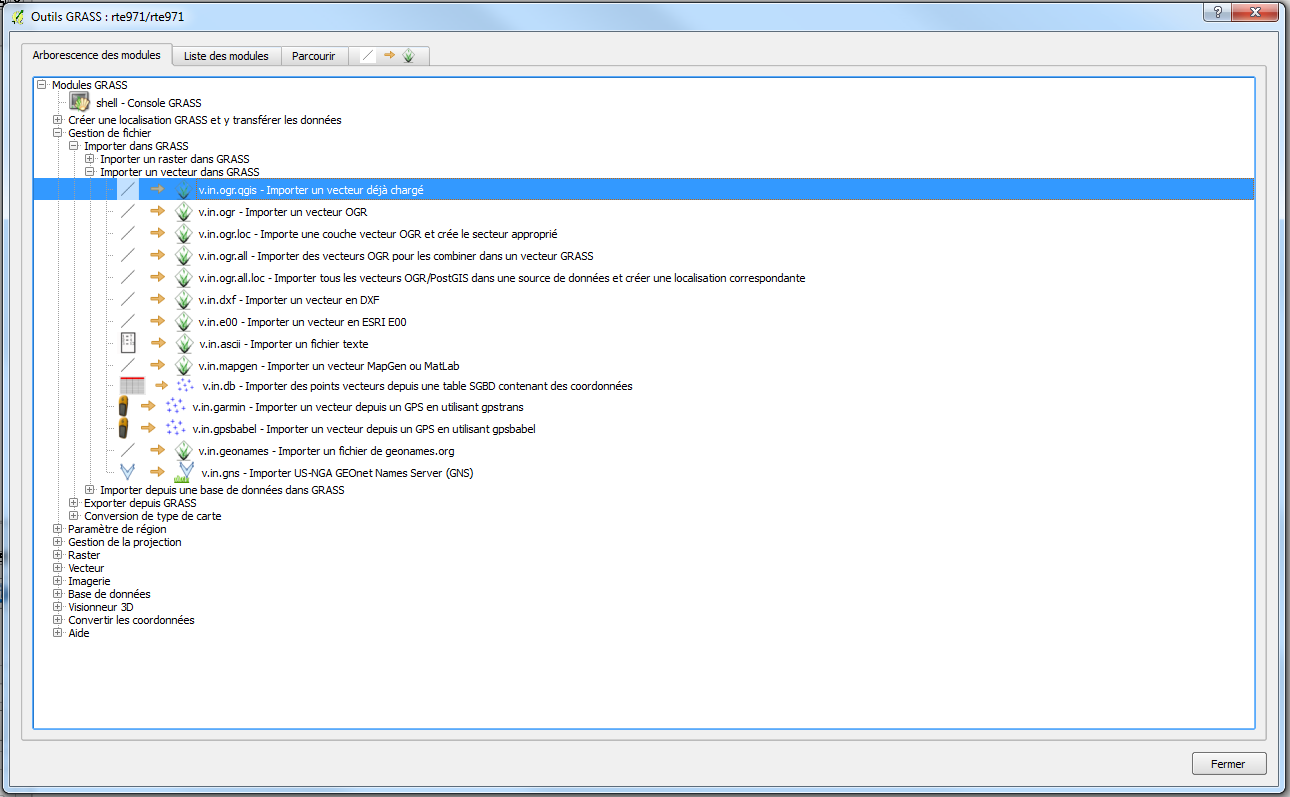 Outils GRASS : rte971/rte971
Arborescence des modules
Liste des modules
Parcourir
Modules GRASS
shell - Console GRASS
Créer une localisation GRASS et y transférer les données
Gestion de fichier
Importer dans GRASS
Inporter un raster dans GRASS
Importer un vecteur dans GRASS
v.in.ogr.qgis - Importer un vecteur déjà chargé
v.in.ogr - Importer un vecteur OGR
v.in.ogr.loc - Importe une couche vecteur OGR et crée le secteur approprié
v.in.ogr.all - Importer des vecteurs OGR pour les combiner dans un vecteur GRASS
v.in.ogr.all.loc - Importer tous les vecteurs OGR/PostGIS dans une source de données et créer une localisation correspondante
v.in.dxf - Importer un vecteur en DXF
v.in.e00 - Importer un vecteur en ESRI E00
v.in.ascii - Importer un fichier texte
v.in.mapgen - Importer un vecteur MapGen ou MatLab
v.in.db - Importer des points vecteurs depuis une table SGBD contenant des coordonnées
v.in.garmin - Importer un vecteur depuis un GPS en utilisant gpstrans
v.in.gpsbabel - Importer un vecteur depuis un GPS en utilisant gpsbabel
v.in.geonames - Importer un fichier de geonames.org
v.in.gns - Importer US-NGA GEOnet Names Server (GNS)
Importer depuis une base de données dans GRASS
Exporter depuis GRASS
Conversion de type de carte
Paramètre de région
Gestion de la projection
Raster
Vecteur
Imagerie
Base de données
Visionneur 3D
Convertir les coordonnées
Aide
Fermer